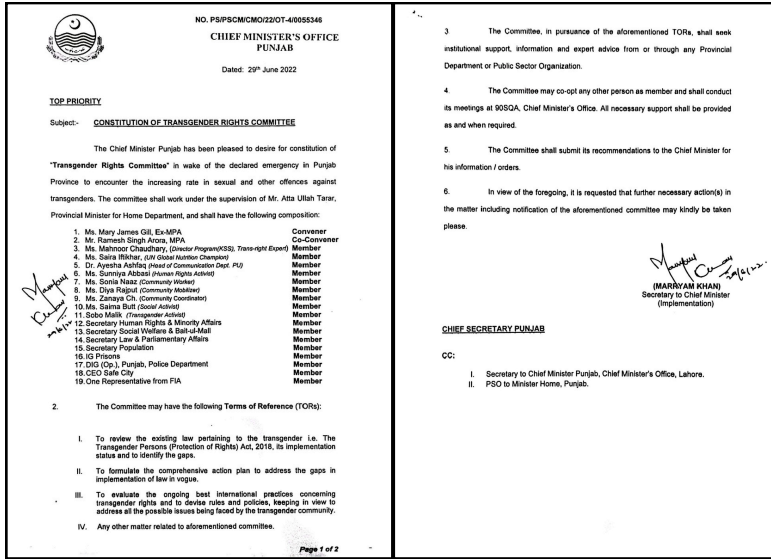 NO. PS/PSCM/CMO/22/OT-4/0055346
CHIEF MINISTER'S OFFICE
PUNJAB
Dated: 29th June 2022
TOP PRIORITY
Subject:- CONSTITUTION OF TRANSGENDER RIGHTS COMMITTEE
The Chief Minister Punjab has been pleased to desire for constitution of
"Transgender Rights Committee" in wake of the declared emergency in Punjab
Province to encounter the increasing rate in sexual and other offences against
transgenders. The committee shall work under the supervision of Mr. Atta Ullah Tarar,
Provincial Minister for Home Department, and shall have the following composition:
1. Ms. Mary James Gill, Ex-MPA Convener
2. Mr. Ramesh Singh Arora, MPA Co-Convener
3. Ms. Mahnoor Chaudhary, (Director Program(KSS), Trans-right Expert) Member
4. Ms. Saira Iftikhar, (UN Global Nutrition Champion) Member
5. Dr. Ayesha Ashfaq (Head of Communication Dept. PU) Member
6. Ms. Sunniya Abbasi (Human Rights Activist) Member
7. Ms. Sonia Naaz (Community Worker) Member
8. Ms. Diya Rajput (Community Mobilizer) Member
9. Ms. Zanaya Ch. (Community Coordinator) Member
10. Ms. Saima Butt (Social Activist) Member
11. Sobo Malik (Transgender Activist) Member
12. Secretary Human Rights & Minority Affairs Member
13. Secretary Social Welfare & Bait-ul-Mall Member
14. Secretary Law & Parliamentary Affairs Member
15. Secretary Population Member
16. IG Prisons Member
17. DIG (Op.), Punjab, Police Department Member
18. CEO Safe City Member
19. One Representative from FIA Member
2. The Committee may have the following Terms of Reference (TORs):
I. To review the existing law pertaining to the transgender i.e. The
Transgender Persons (Protection of Rights) Act, 2018, its implementation
status and to identify the gaps.
II. To formulate the comprehensive action plan to address the gaps in
implementation of law in vogue.
III. To evaluate the ongoing best international practices concerning
transgender rights and to devise rules and policies, keeping in view to
address all the possible issues being faced by the transgender community.
IV. Any other matter related to aforementioned committee.
Page 1 of 2
3 The Committee, in pursuance of the aforementioned TORs, shall seek
institutional support, information and expert advice from or through any Provincial
Department or Public Sector Organization.
4. The Committee may co-opt any other person as member and shall conduct
its meetings at 90SQA, Chief Minister's Office. All necessary support shall be provided
as and when required.
5. The Committee shall submit its recommendations to the Chief Minister for
his information / orders.
6. In view of the foregoing, it is requested that further necessary action(s) in
the matter including notification of the aforementioned committee may kindly be taken
please.
29/6/22.
(MARRYAM KHAN)
Secretary to Chief Minister
(Implementation)
CHIEF SECRETARY PUNJAB
CC:
I. Secretary to Chief Minister Punjab, Chief Minister's Office, Lahore.
II. PSO to Minister Home, Punjab.